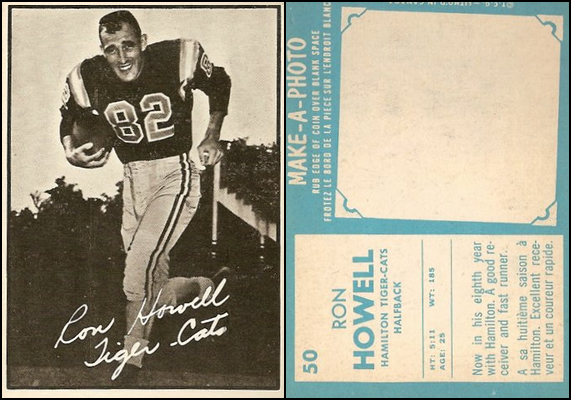 82
Ron Howell
Tiger-Cats
MAKE-A-PHOTO
RUB EDGE OF COIN OVER BLANK SPACE
FROTEZ LE BORD DE LA PIECE SUR L'ENDROIT BLANC
50
RON
HOWELL
HAMILTON TIGER-CATS
HALFBACK
HT: 5:11 WT: 185
AGE: 25
Now in his eighth year
with Hamilton. A good re-
ceiver and fast runner.
A sa huitième saison à
Hamilton. Excellent rece-
veur et un coureur rapide.